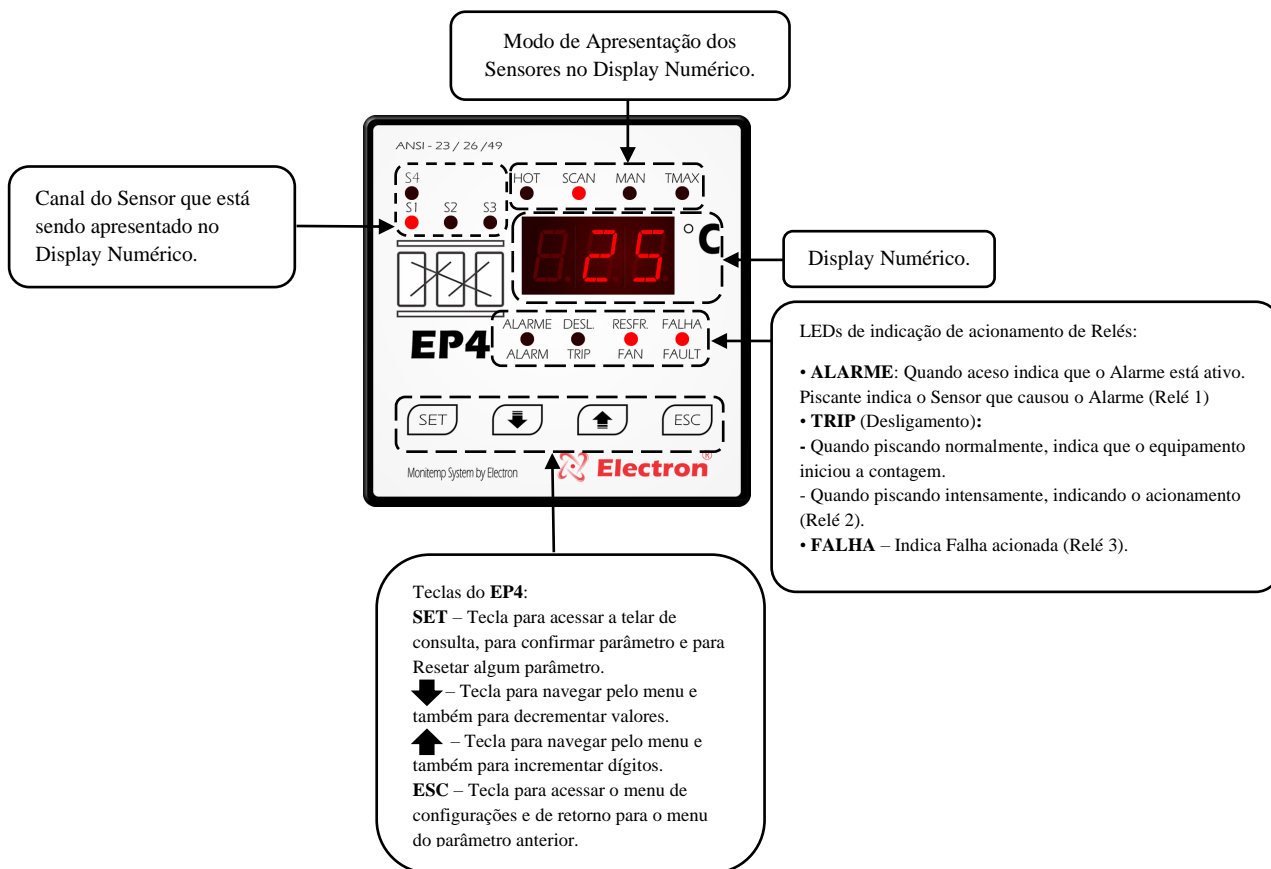 Modo de Apresentação dos
Sensores no Display Numérico.
Canal do Sensor que está
sendo apresentado no
Display Numérico.
ANSI - 23 / 26 /49
S4
S1 S2 S3
HOT SCAN MAN TMAX
25 °C
ALARME DESL. RESFR. FALHA
ALARM TRIP FAN FAULT
EP4
SET ESC
Monitemp System by Electron
Electron®
Display Numérico.
LEDs de indicação de acionamento de Relés:
• ALARME: Quando aceso indica que o Alarme está ativo.
Piscante indica o Sensor que causou o Alarme (Relé 1)
• TRIP (Desligamento):
- Quando piscando normalmente, indica que o equipamento
iniciou a contagem.
- Quando piscando intensamente, indicando o acionamento
(Relé 2).
• FALHA – Indica Falha acionada (Relé 3).
Teclas do EP4:
SET – Tecla para acessar a telar de
consulta, para confirmar parâmetro e para
Resetar algum parâmetro.
– Tecla para navegar pelo menu e
também para decrementar valores.
– Tecla para navegar pelo menu e
também para incrementar dígitos.
ESC – Tecla para acessar o menu de
configurações e de retorno para o menu
do parâmetro anterior.